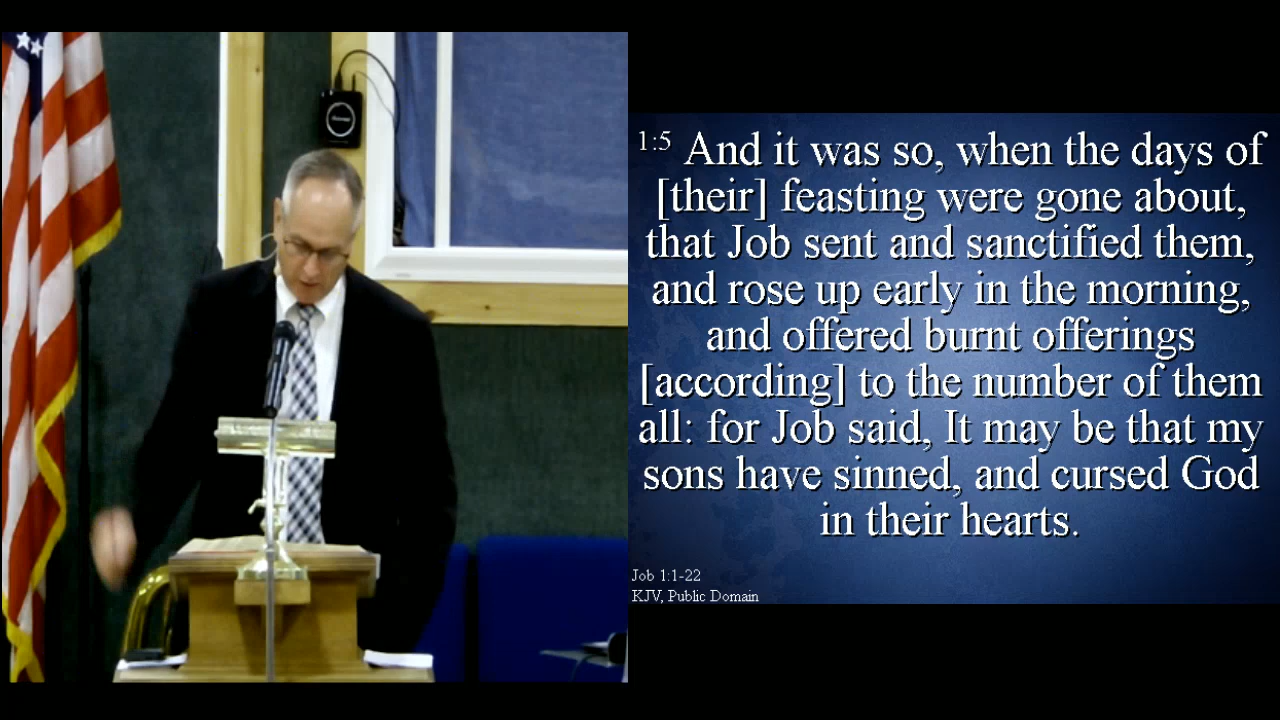 1:5 And it was so, when the days of
[their] feasting were gone about,
that Job sent and sanctified them,
and rose up early in the morning,
and offered burnt offerings
[according] to the number of them
all: for Job said, It may be that my
sons have sinned, and cursed God
in their hearts.
Job 1:1-22
KJV, Public Domain